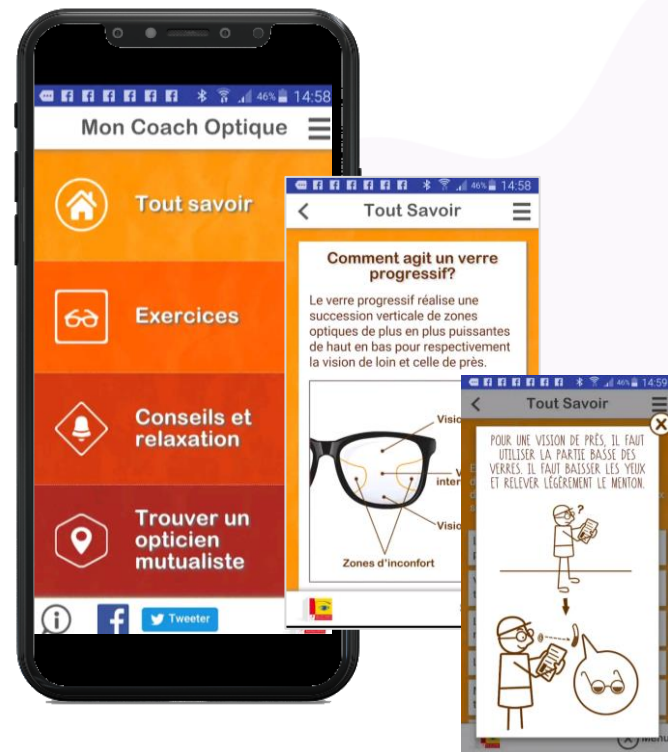 46% 14:58
Mon Coach Optique
Tout savoir
Exercices
Conseils et
relaxation
Trouver un
opticien
mutualiste
Tweeter
46% 14:58
Tout Savoir
Comment agit un verre
progressif?
Le verre progressif réalise une
succession verticale de zones
optiques de plus en plus puissantes
de haut en bas pour respectivement
la vision de loin et celle de près.
Zones d'inconfort
46% 14:59
Tout Savoir
POUR UNE VISION DE PRÈS, IL FAUT
UTILISER LA PARTIE BASSE DES
VERRES. IL FAUT BAISSER LES YEUX
ET RELEVER LÉGÈREMENT LE MENTON.
?
Menu